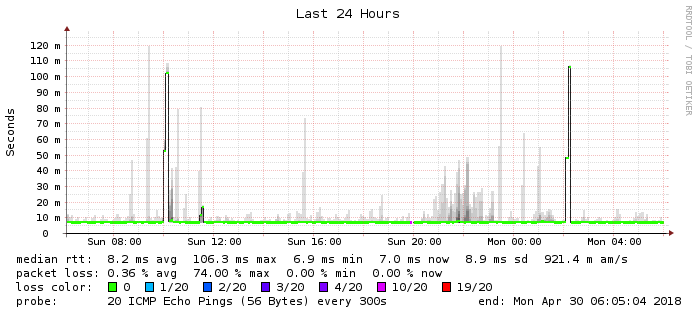 Last 24 Hours
RRDTOOL / TOBI OETIKER
Seconds
120 m
110 m
100 m
90 m
80 m
70 m
60 m
50 m
40 m
30 m
20 m
10 m
0
Sun 08:00 Sun 12:00 Sun 16:00 Sun 20:00 Mon 00:00 Mon 04:00
median rtt: 8.2 ms avg 106.3 ms max 6.9 ms min 7.0 ms now 8.9 ms sd 921.4 m am/s
packet loss: 0.36 % avg 74.00 % max 0.00 % min 0.00 % now
loss color: 0 1/20 2/20 3/20 4/20 10/20 19/20
probe: 20 ICMP Echo Pings (56 Bytes) every 300s end: Mon Apr 30 06:05:04 2018